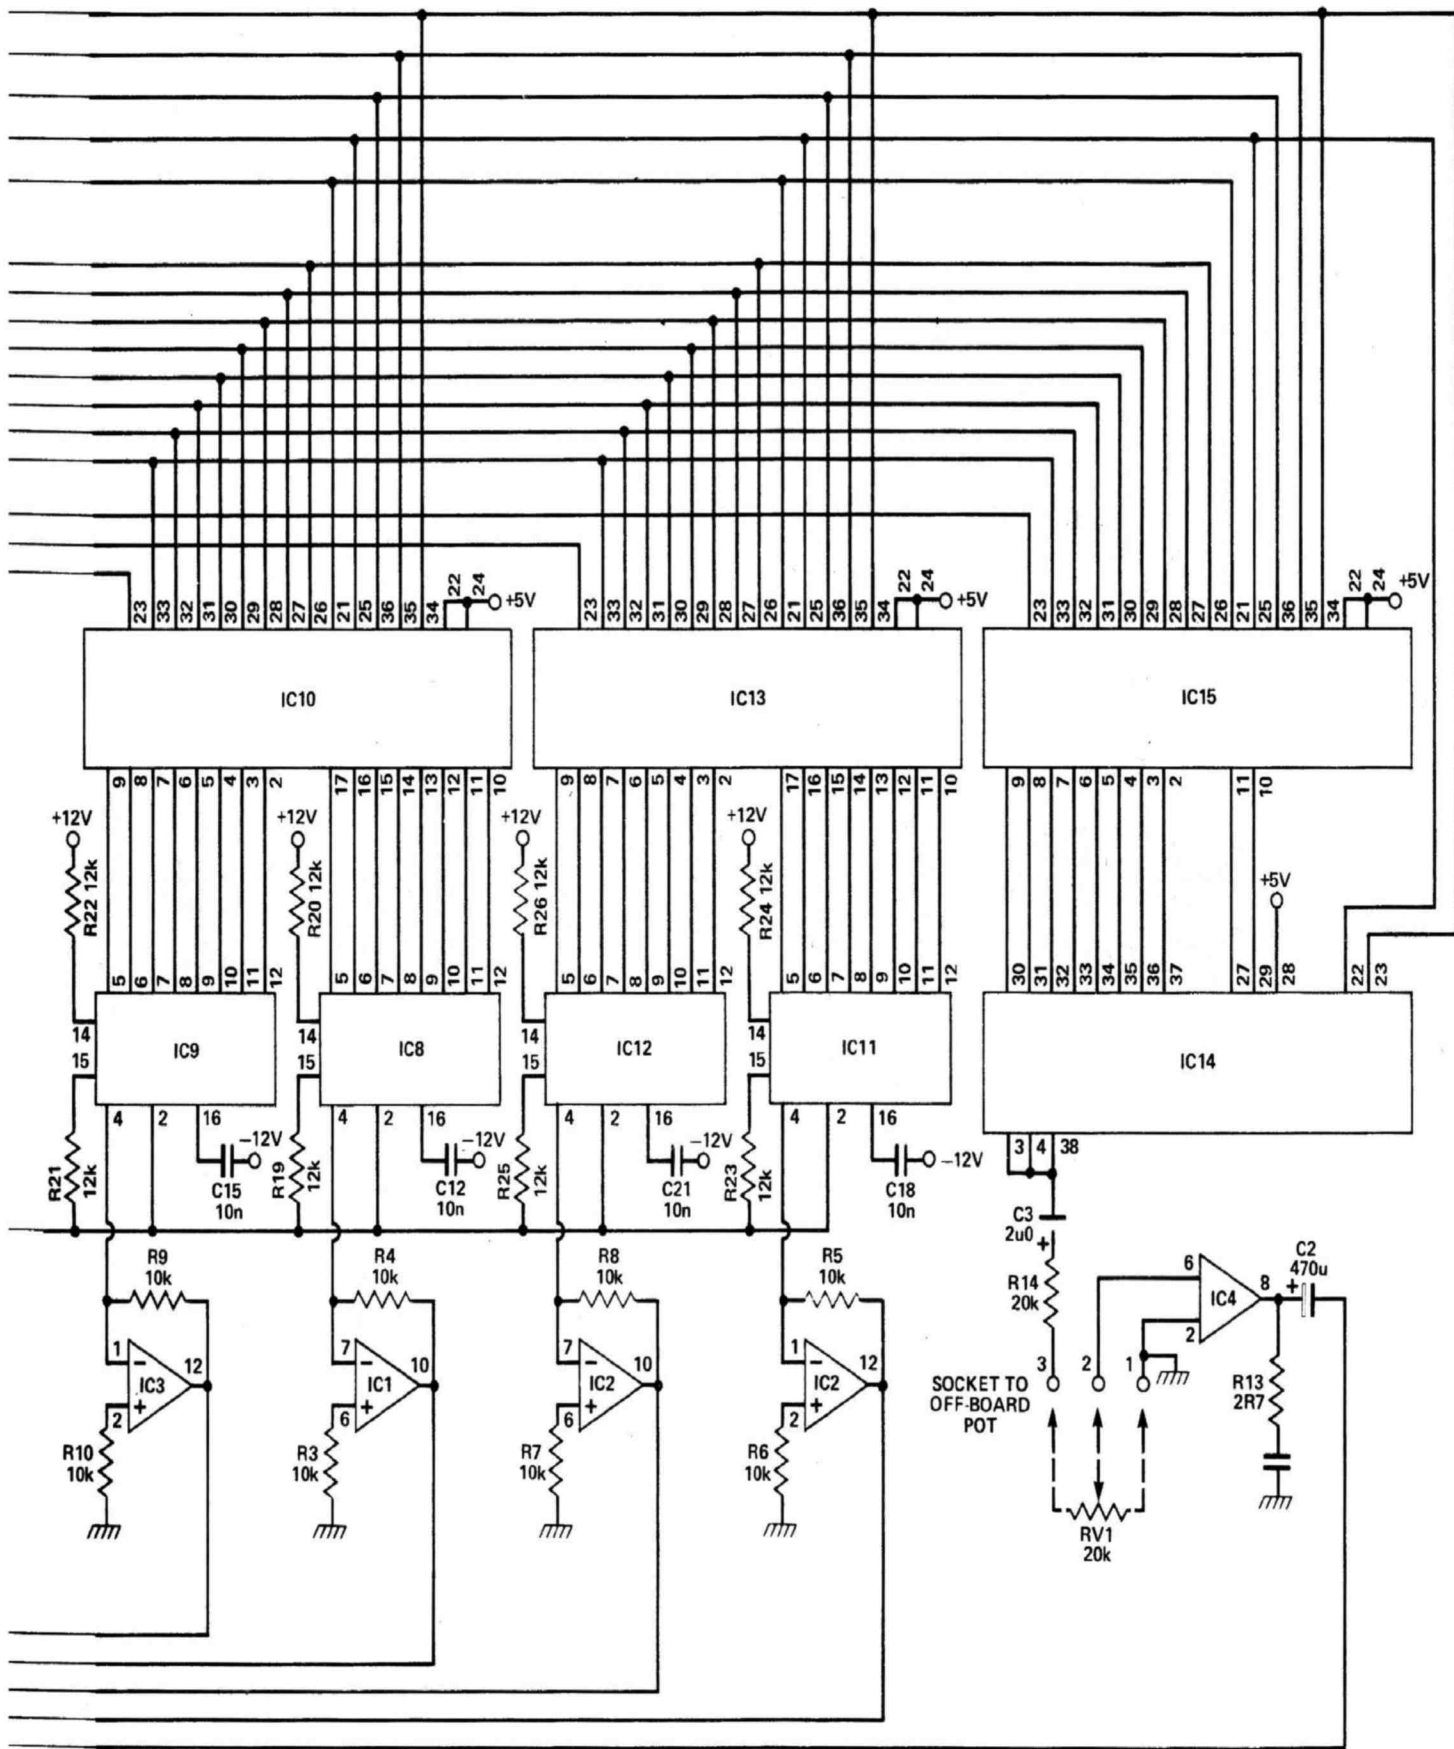 22 24 +5V
23 33 32 31 30 29 28 27 26 21 25 36 35 34
IC10
9 8 7 6 5 4 3 2 17 16 15 14 13 12 11 10
22 24 +5V
23 33 32 31 30 29 28 27 26 21 25 36 35 34
IC13
9 8 7 6 5 4 3 2 17 16 15 14 13 12 11 10
22 24 +5V
23 33 32 31 30 29 28 27 26 21 25 36 35 34
IC15
9 8 7 6 5 4 3 2 11 10
+12V
R22 12k
+12V
R20 12k
+12V
R26 12k
+12V
R24 12k
+5V
5 6 7 8 9 10 11 12
14
15
IC9
4 2 16
5 6 7 8 9 10 11 12
14
15
IC8
4 2 16
5 6 7 8 9 10 11 12
14
15
IC12
4 2 16
5 6 7 8 9 10 11 12
14
15
IC11
4 2 16
30 31 32 33 34 35 36 37 27 29 28 22 23
IC14
3 4 38
R21
12k
–12V
C15
10n
R19
12k
–12V
C12
10n
R25
12k
–12V
C21
10n
R23
12k
–12V
C18
10n
C3
2u0
+
R14
20k
R9
10k
1 –
IC3
12
2 +
R10
10k
R4
10k
7 –
IC1
10
6 +
R3
10k
R8
10k
7 –
IC2
10
6 +
R7
10k
R5
10k
1 –
IC2
12
2 +
R6
10k
6
IC4
8
2
+
C2
470u
3 2 1
SOCKET TO
OFF-BOARD
POT
R13
2R7
RV1
20k